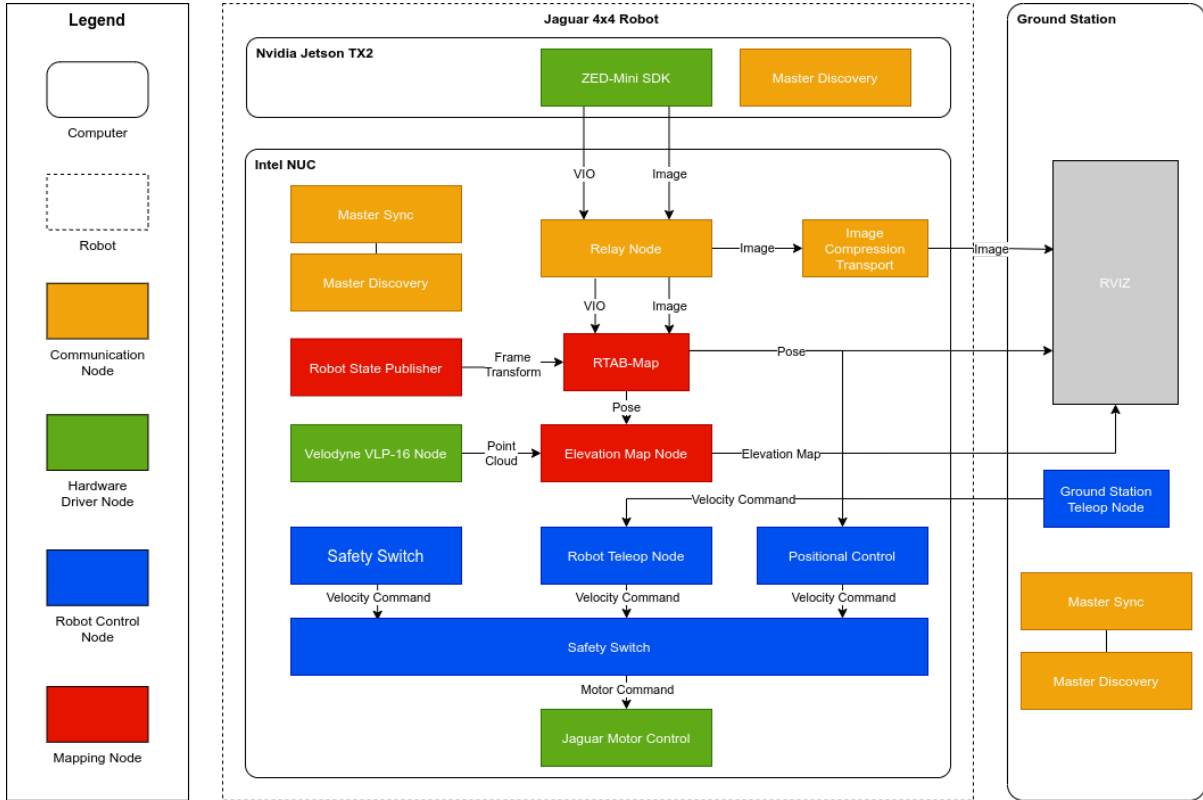 Legend
Computer
Robot
Communication
Node
Hardware
Driver Node
Robot Control
Node
Mapping Node
Jaguar 4x4 Robot
Nvidia Jetson TX2
ZED-Mini SDK
Master Discovery
VIO
Image
Intel NUC
Master Sync
Master Discovery
Relay Node
Image
Image
Compression
Transport
Image
VIO
Image
Robot State Publisher
Frame
Transform
RTAB-Map
Pose
Pose
Velodyne VLP-16 Node
Point
Cloud
Elevation Map Node
Elevation Map
Velocity Command
Safety Switch
Robot Teleop Node
Positional Control
Velocity Command
Velocity Command
Velocity Command
Safety Switch
Motor Command
Jaguar Motor Control
Ground Station
RVIZ
Ground Station
Teleop Node
Master Sync
Master Discovery